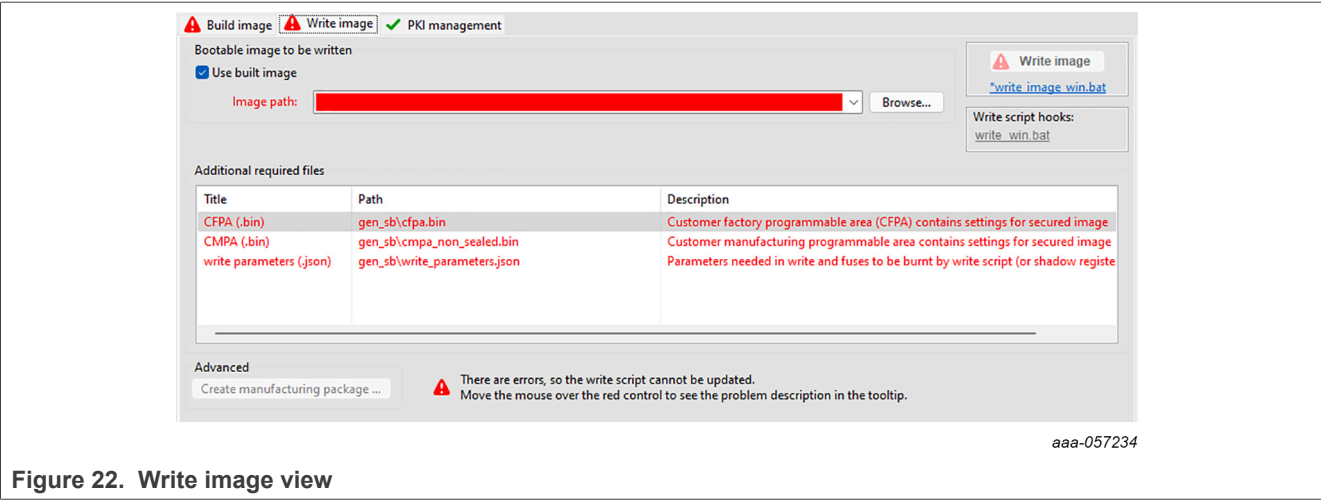 Build image Write image PKI management
Bootable image to be written
Use built image
Image path:
Browse...
Write image
*write_image_win.bat
Write script hooks:
write_win.bat
Additional required files
Title Path Description
CFPA (.bin) gen_sb\cfpa.bin Customer factory programmable area (CFPA) contains settings for secured image
CMPA (.bin) gen_sb\cmpa_non_sealed.bin Customer manufacturing programmable area contains settings for secured image
write parameters (.json) gen_sb\write_parameters.json Parameters needed in write and fuses to be burnt by write script (or shadow registe
Advanced
Create manufacturing package ...
There are errors, so the write script cannot be updated.
Move the mouse over the red control to see the problem description in the tooltip.
aaa-057234
Figure 22. Write image view